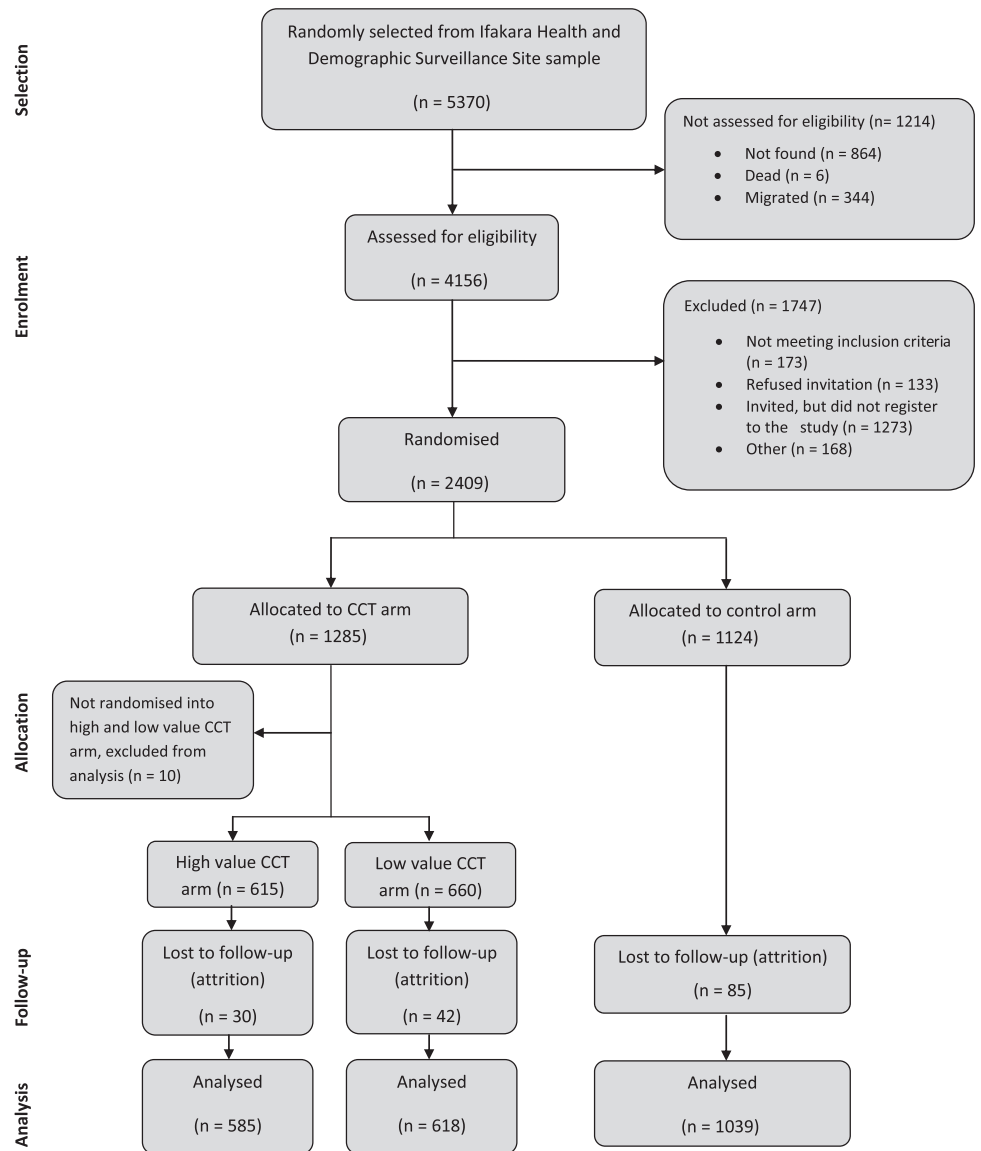 Selection
Randomly selected from Ifakara Health and
Demographic Surveillance Site sample
(n = 5370)
Not assessed for eligibility (n= 1214)
• Not found (n = 864)
• Dead (n = 6)
• Migrated (n = 344)
Enrolment
Assessed for eligibility
(n = 4156)
Excluded (n = 1747)
• Not meeting inclusion criteria
(n = 173)
• Refused invitation (n = 133)
• Invited, but did not register
to the study (n = 1273)
• Other (n = 168)
Randomised
(n = 2409)
Allocation
Allocated to CCT arm
(n = 1285)
Allocated to control arm
(n = 1124)
Not randomised into
high and low value CCT
arm, excluded from
analysis (n = 10)
High value CCT
arm (n = 615)
Low value CCT
arm (n = 660)
Follow-up
Lost to follow-up
(attrition)
(n = 30)
Lost to follow-up
(attrition)
(n = 42)
Lost to follow-up (attrition)
(n = 85)
Analysis
Analysed
(n = 585)
Analysed
(n = 618)
Analysed
(n = 1039)